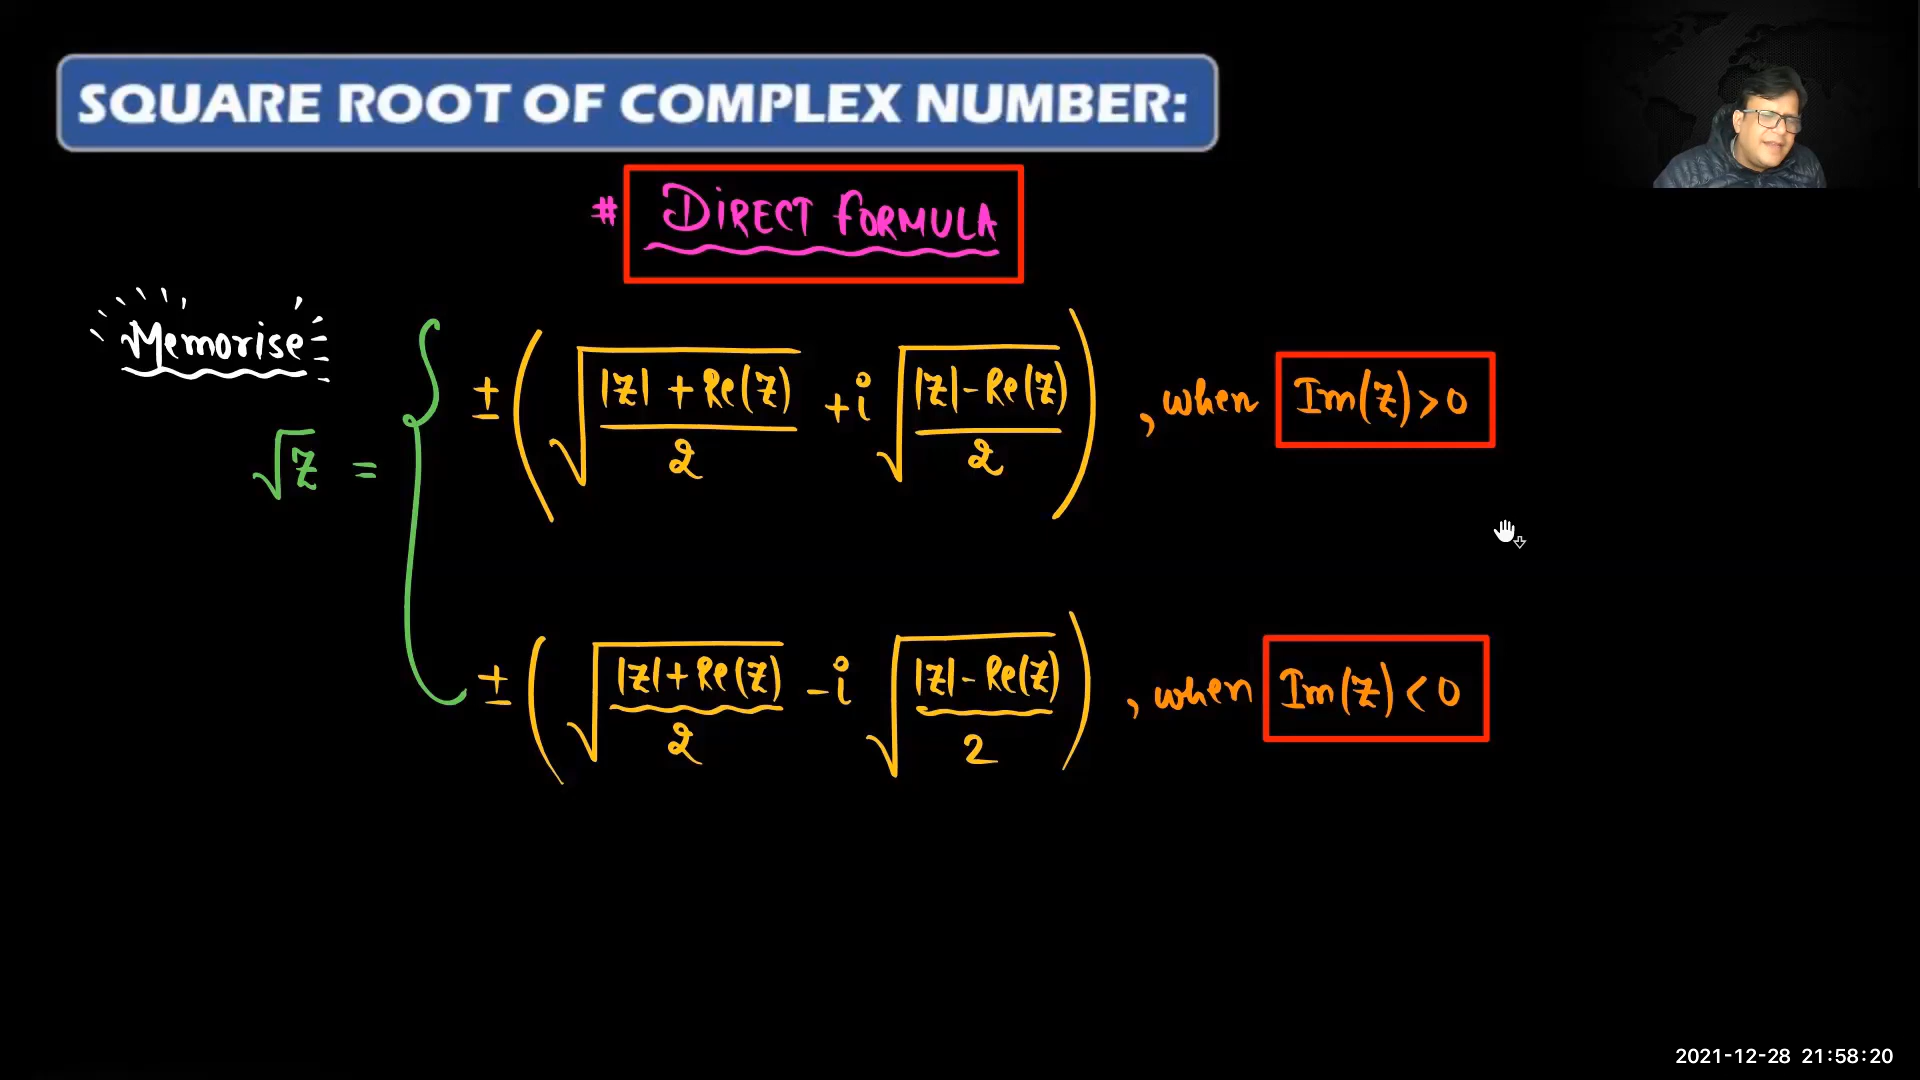 SQUARE ROOT OF COMPLEX NUMBER:
# DIRECT FORMULA
Memorise
√z = { ± ( √((|z| + Re(z))/2) + i √((|z| - Re(z))/2) ) , when Im(z) > 0
± ( √((|z| + Re(z))/2) - i √((|z| - Re(z))/2) ) , when Im(z) < 0
2021-12-28 21:58:20